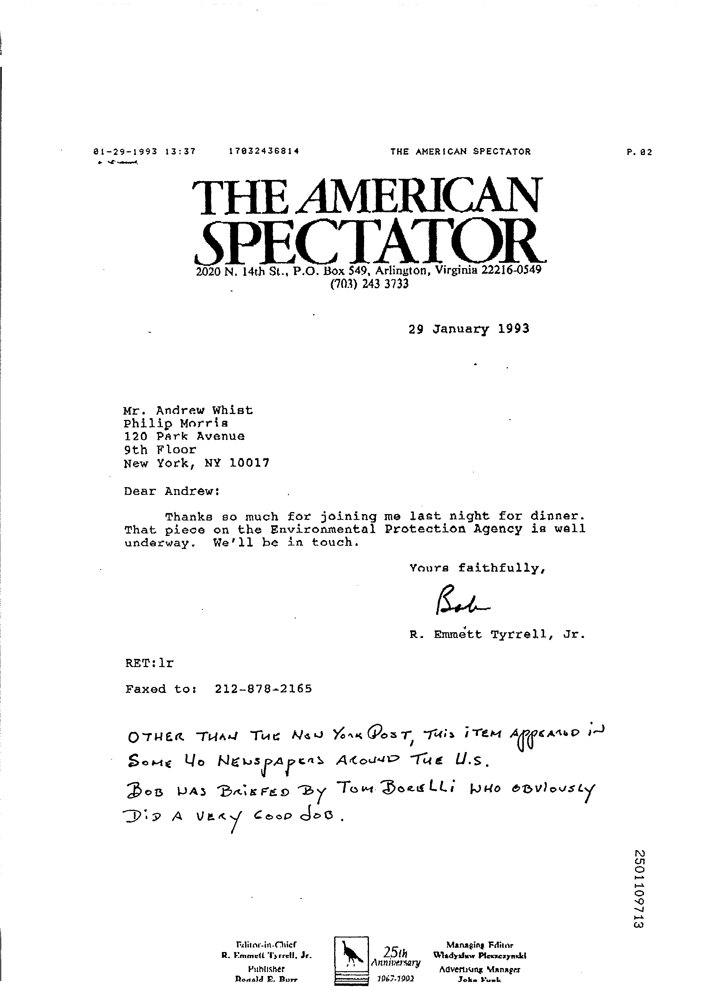 01-29-1993 13:37 17032436814 THE AMERICAN SPECTATOR P.02
THE AMERICAN
SPECTATOR
2020 N. 14th St., P.O. Box 549, Arlington, Virginia 22216-0549
(703) 243 3733
29 January 1993
Mr. Andrew Whist
Philip Morris
120 Park Avenue
9th Floor
New York, NY 10017
Dear Andrew:
Thanks so much for joining me last night for dinner.
That piece on the Environmental Protection Agency is well
underway. We'll be in touch.
Yours faithfully,
Bob
R. Emmett Tyrrell, Jr.
RET:lr
Faxed to: 212-878-2165
OTHER THAN THE NEW YORK POST, THIS ITEM APPEARED IN
SOME 40 NEWSPAPERS AROUND THE U.S.
BOB WAS BRIEFED BY TOM BORELLI WHO OBVIOUSLY
DID A VERY GOOD JOB.
2501109713
Editor-in-Chief
R. Emmett Tyrrell, Jr.
Publisher
Ronald E. Burr
25th
Anniversary
1967-1992
Managing Editor
Wladyslaw Pleszczynski
Advertising Manager
John Funk